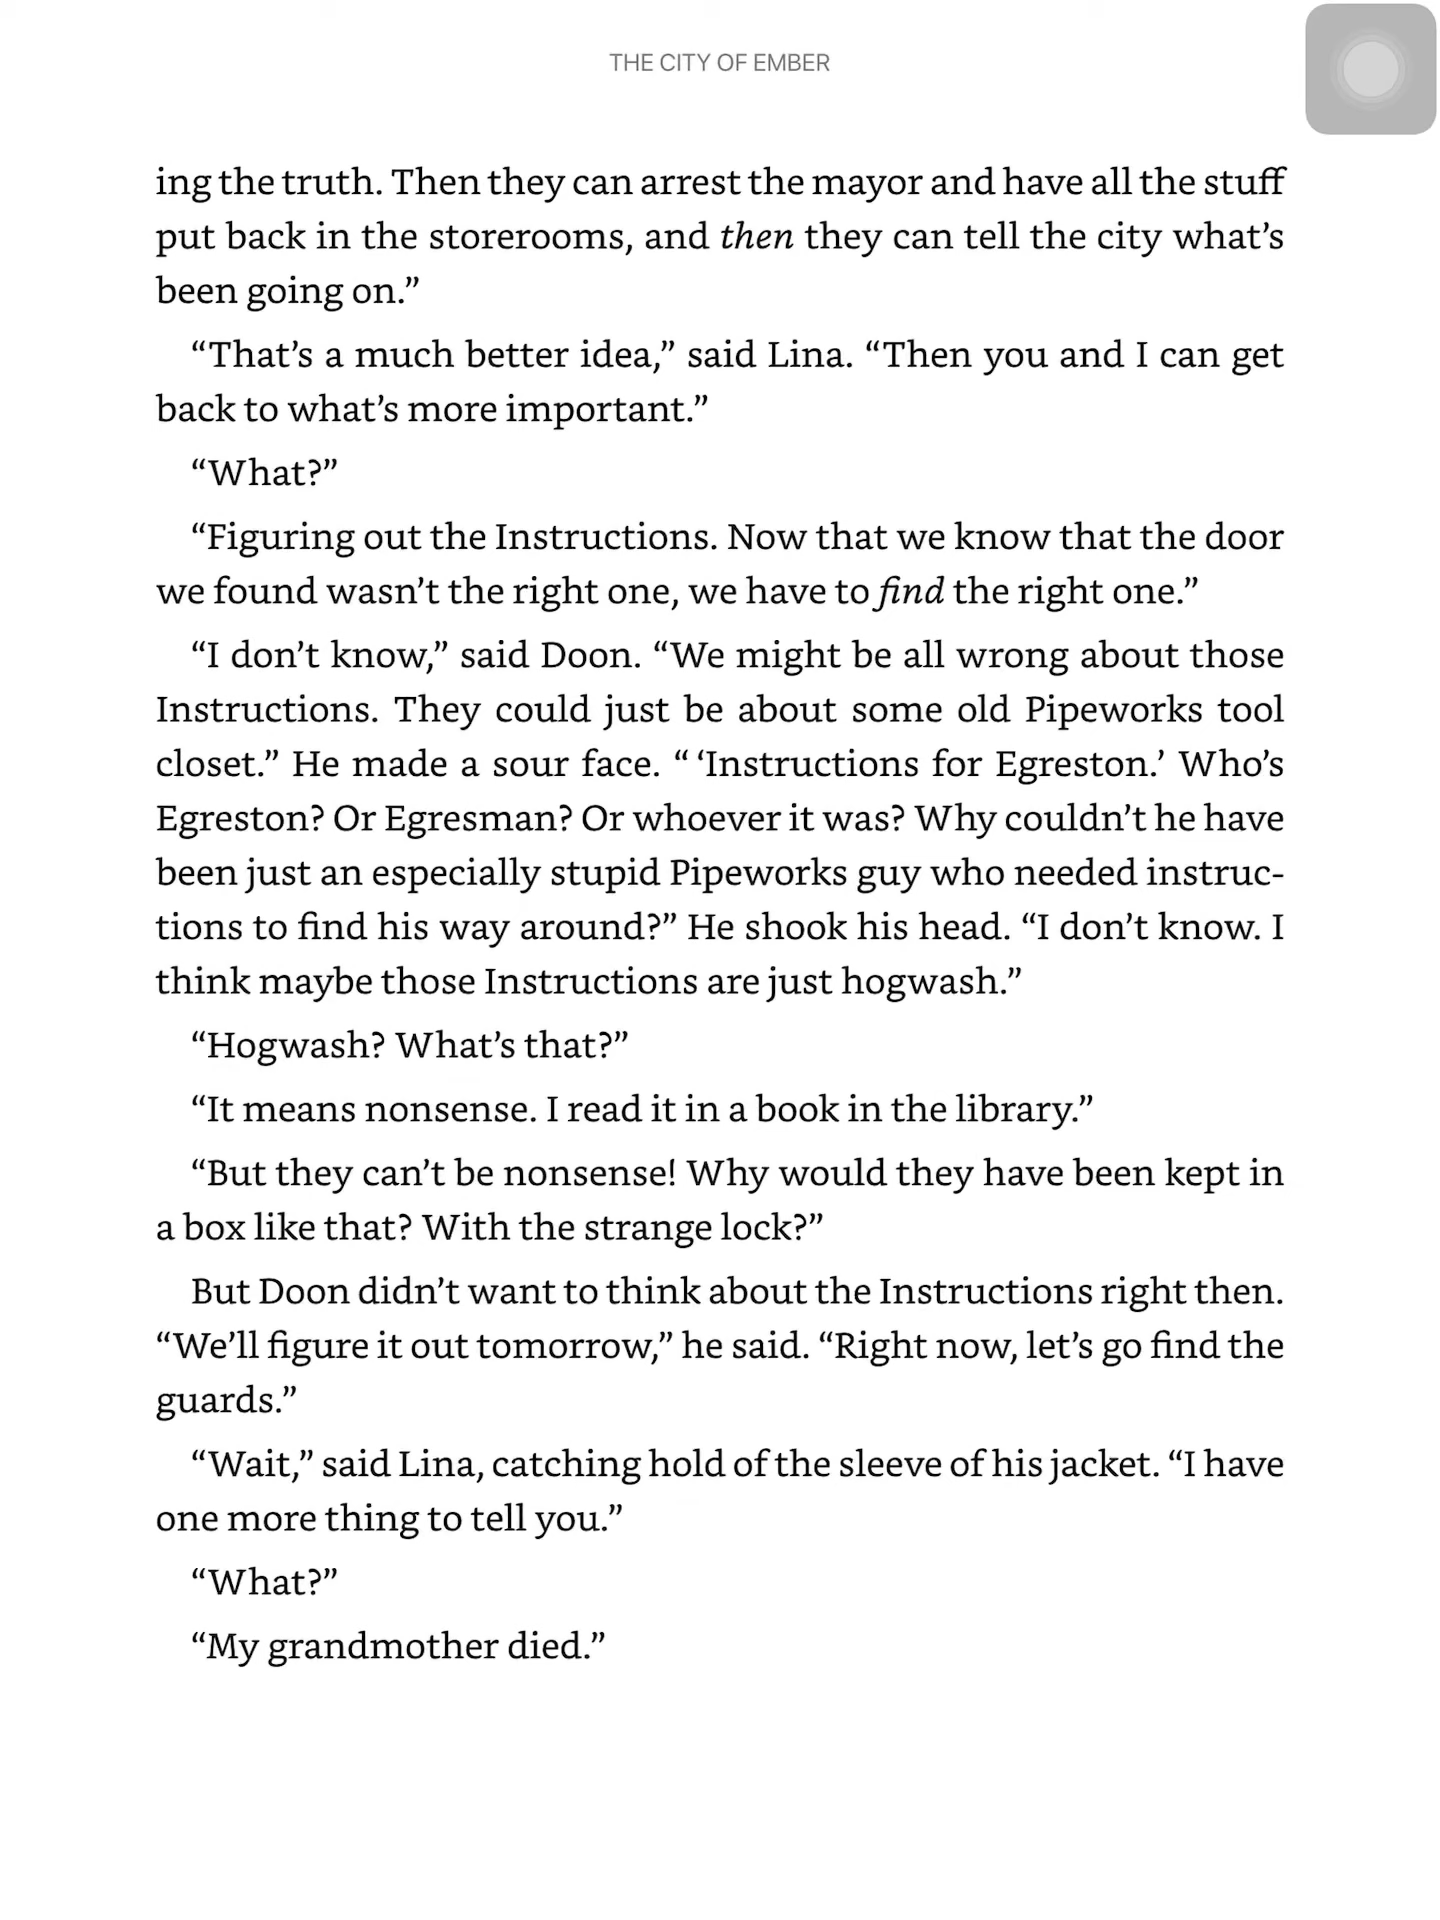 THE CITY OF EMBER
ing the truth. Then they can arrest the mayor and have all the stuff
put back in the storerooms, and then they can tell the city what’s
been going on.”
“That’s a much better idea,” said Lina. “Then you and I can get
back to what’s more important.”
“What?”
“Figuring out the Instructions. Now that we know that the door
we found wasn’t the right one, we have to find the right one.”
“I don’t know,” said Doon. “We might be all wrong about those
Instructions. They could just be about some old Pipeworks tool
closet.” He made a sour face. “ ‘Instructions for Egreston.’ Who’s
Egreston? Or Egresman? Or whoever it was? Why couldn’t he have
been just an especially stupid Pipeworks guy who needed instruc-
tions to find his way around?” He shook his head. “I don’t know. I
think maybe those Instructions are just hogwash.”
“Hogwash? What’s that?”
“It means nonsense. I read it in a book in the library.”
“But they can’t be nonsense! Why would they have been kept in
a box like that? With the strange lock?”
But Doon didn’t want to think about the Instructions right then.
“We’ll figure it out tomorrow,” he said. “Right now, let’s go find the
guards.”
“Wait,” said Lina, catching hold of the sleeve of his jacket. “I have
one more thing to tell you.”
“What?”
“My grandmother died.”